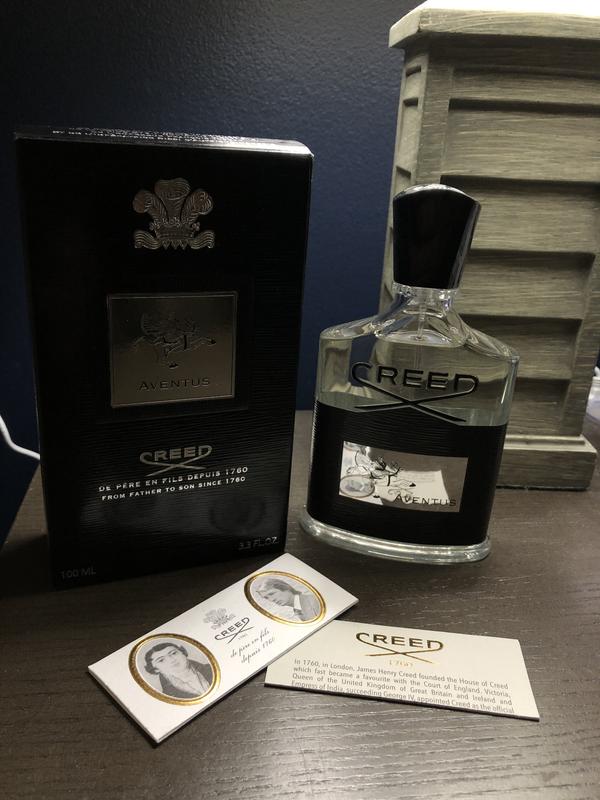 AVENTUS
CREED
DE PÈRE EN FILS DEPUIS 1760
FROM FATHER TO SON SINCE 1760
100 ML
3.3 FL.OZ.
CREED
AVENTUS
CREED
de père en fils
depuis 1760
CREED
1760
In 1760, in London, James Henry Creed founded the House of Creed
which fast became a favourite with the Court of England. Victoria,
Queen of the United Kingdom of Great Britain and Ireland and
Empress of India, succeeding George IV, appointed Creed as the official